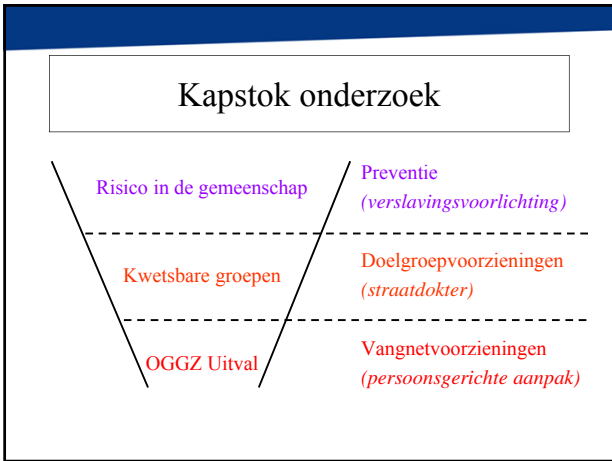 Kapstok onderzoek
Risico in de gemeenschap
Preventie
(verslavingsvoorlichting)
Kwetsbare groepen
Doelgroepvoorzieningen
(straatdokter)
OGGZ Uitval
Vangnetvoorzieningen
(persoonsgerichte aanpak)